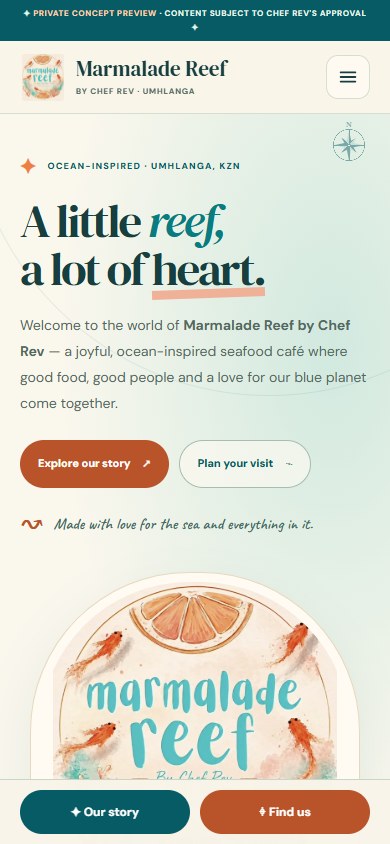 ✦ PRIVATE CONCEPT PREVIEW · CONTENT SUBJECT TO CHEF REV'S APPROVAL
✦
marmalade
reef
Marmalade Reef
BY CHEF REV · UMHLANGA
N
OCEAN-INSPIRED · UMHLANGA, KZN
A little reef,
a lot of heart.
Welcome to the world of Marmalade Reef by Chef
Rev — a joyful, ocean-inspired seafood café where
good food, good people and a love for our blue planet
come together.
Explore our story ↗
Plan your visit
Made with love for the sea and everything in it.
marmalade
reef
By Chef Rev
✦ Our story
Find us